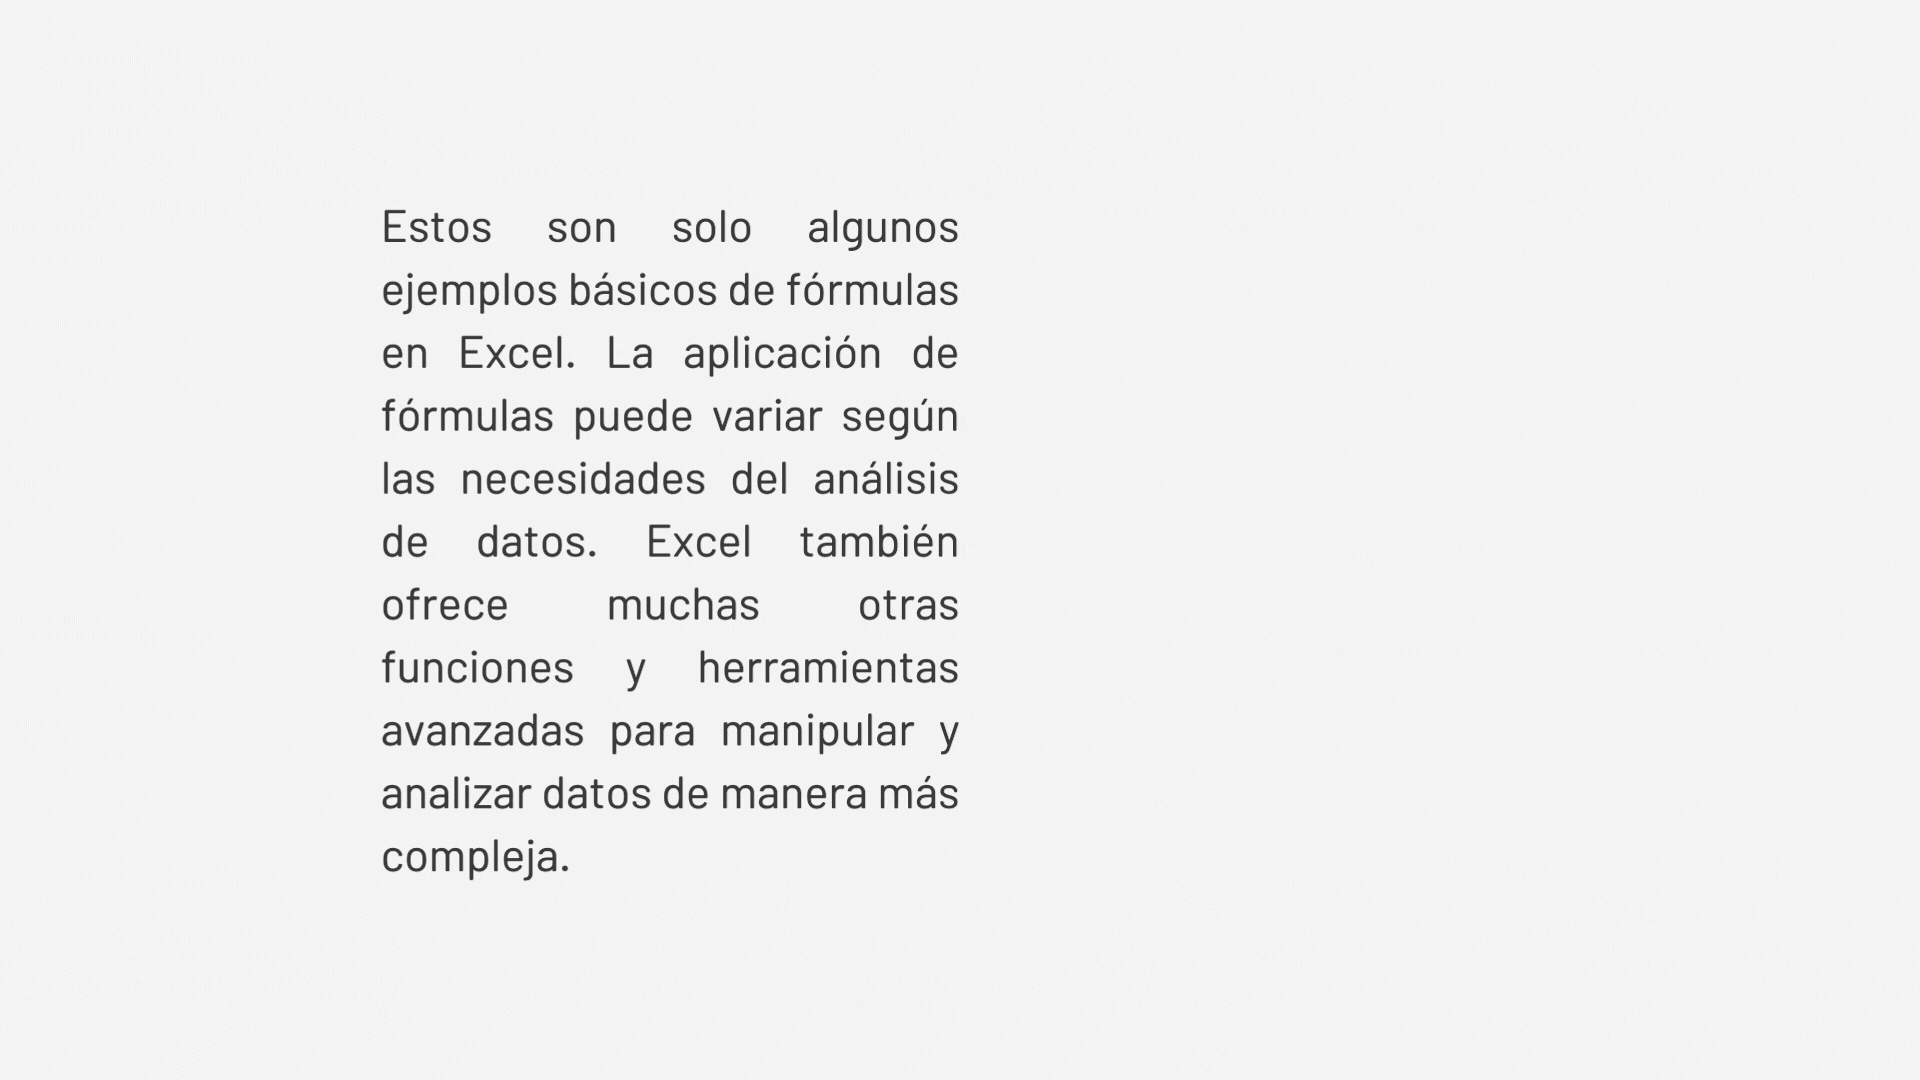 Estos son solo algunos
ejemplos básicos de fórmulas
en Excel. La aplicación de
fórmulas puede variar según
las necesidades del análisis
de datos. Excel también
ofrece muchas otras
funciones y herramientas
avanzadas para manipular y
analizar datos de manera más
compleja.